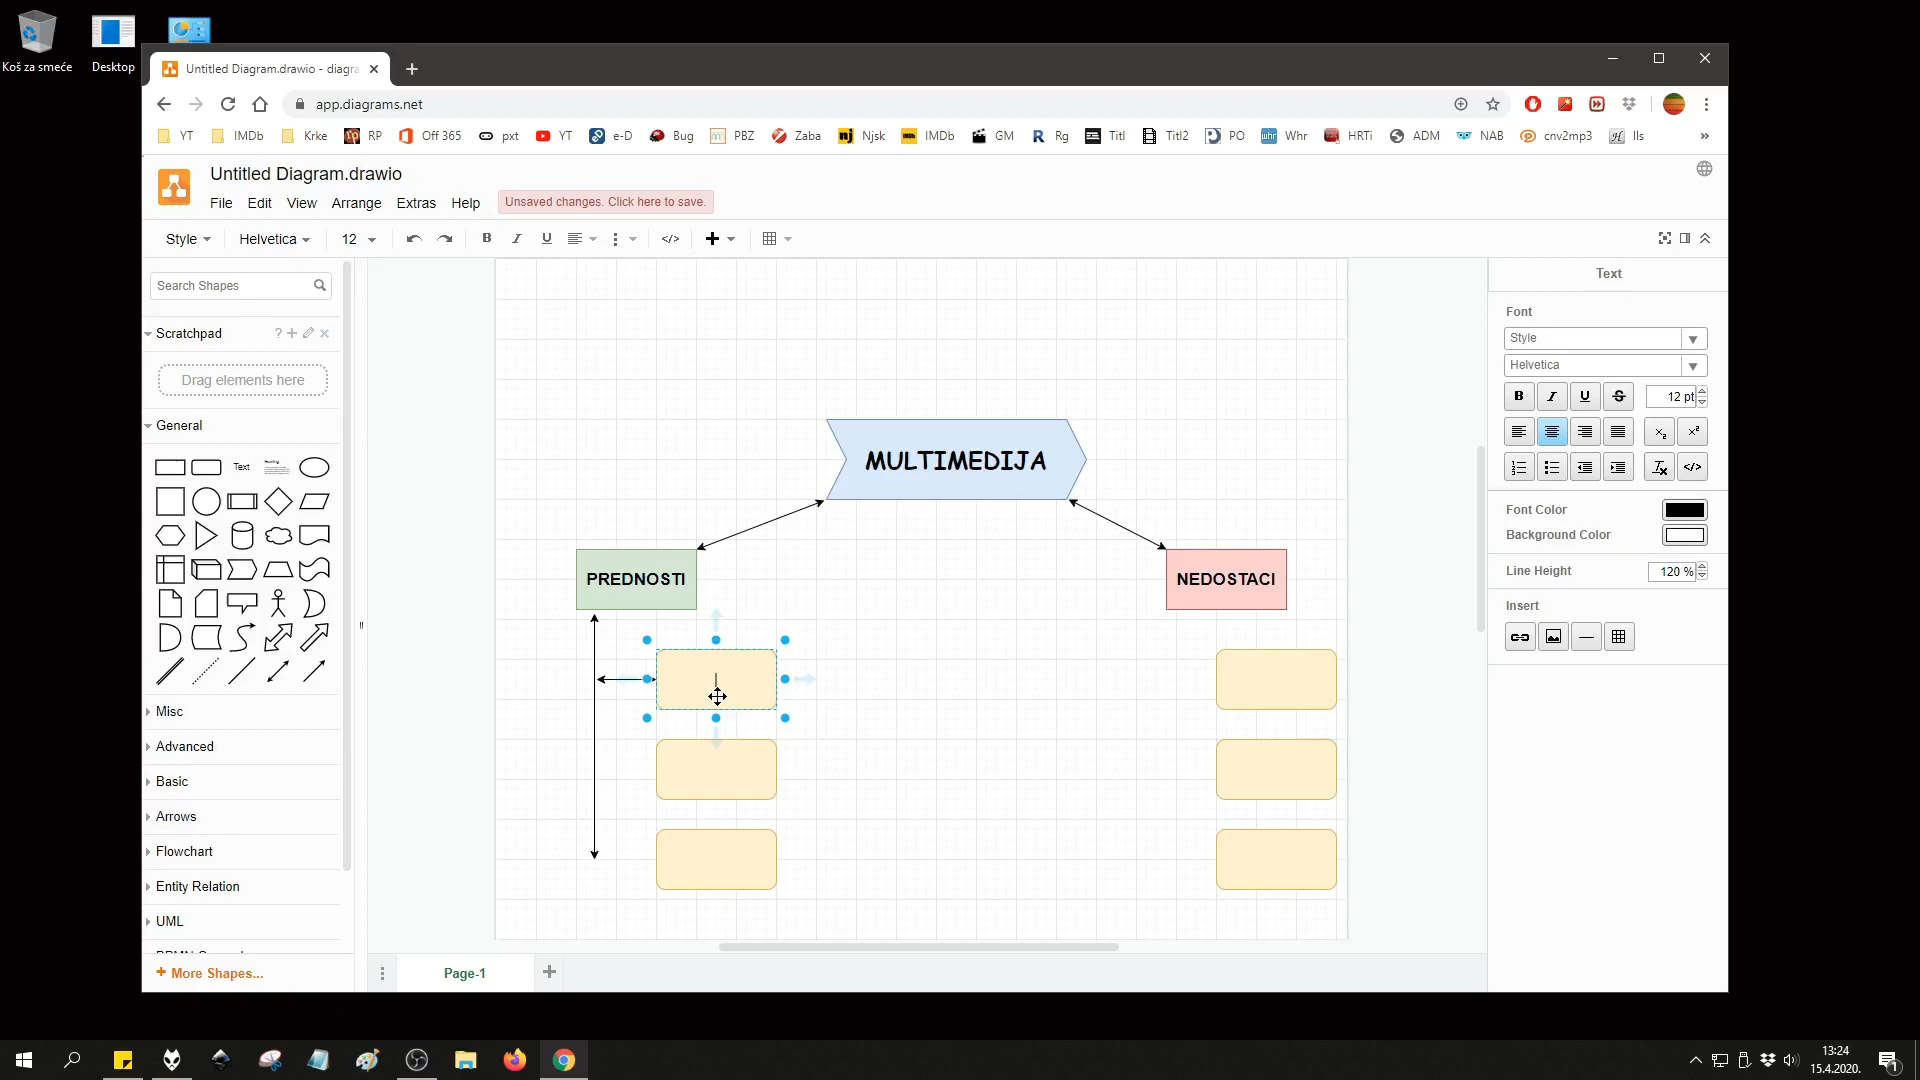 Koš za smeće
Desktop
Untitled Diagram.drawio - diagra
app.diagrams.net
YT
IMDb
Krke
RP
Off 365
pxt
YT
e-D
Bug
PBZ
Zaba
Njsk
IMDb
GM
Rg
Titl
Titl2
PO
Whr
HRTi
ADM
NAB
cnv2mp3
lls
Untitled Diagram.drawio
File
Edit
View
Arrange
Extras
Help
Unsaved changes. Click here to save.
Style
Helvetica
12
B
I
U
</>
Search Shapes
Scratchpad
?
Drag elements here
General
Text
Misc
Advanced
Basic
Arrows
Flowchart
Entity Relation
UML
+ More Shapes...
MULTIMEDIJA
PREDNOSTI
NEDOSTACI
Page-1
Text
Font
Style
Helvetica
B
I
U
S
12 pt
</>
Font Color
Background Color
Line Height
120 %
Insert
13:24
15.4.2020.
1